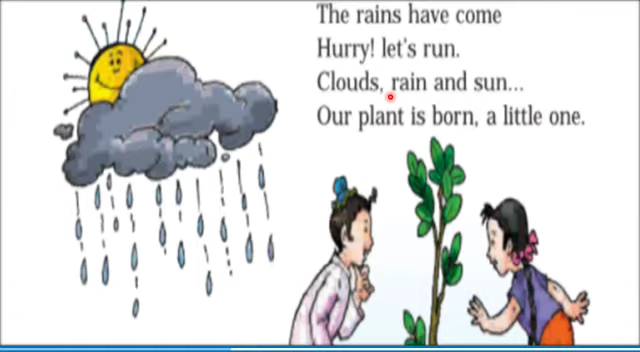 The rains have come
Hurry! let's run.
Clouds, rain and sun...
Our plant is born, a little one.